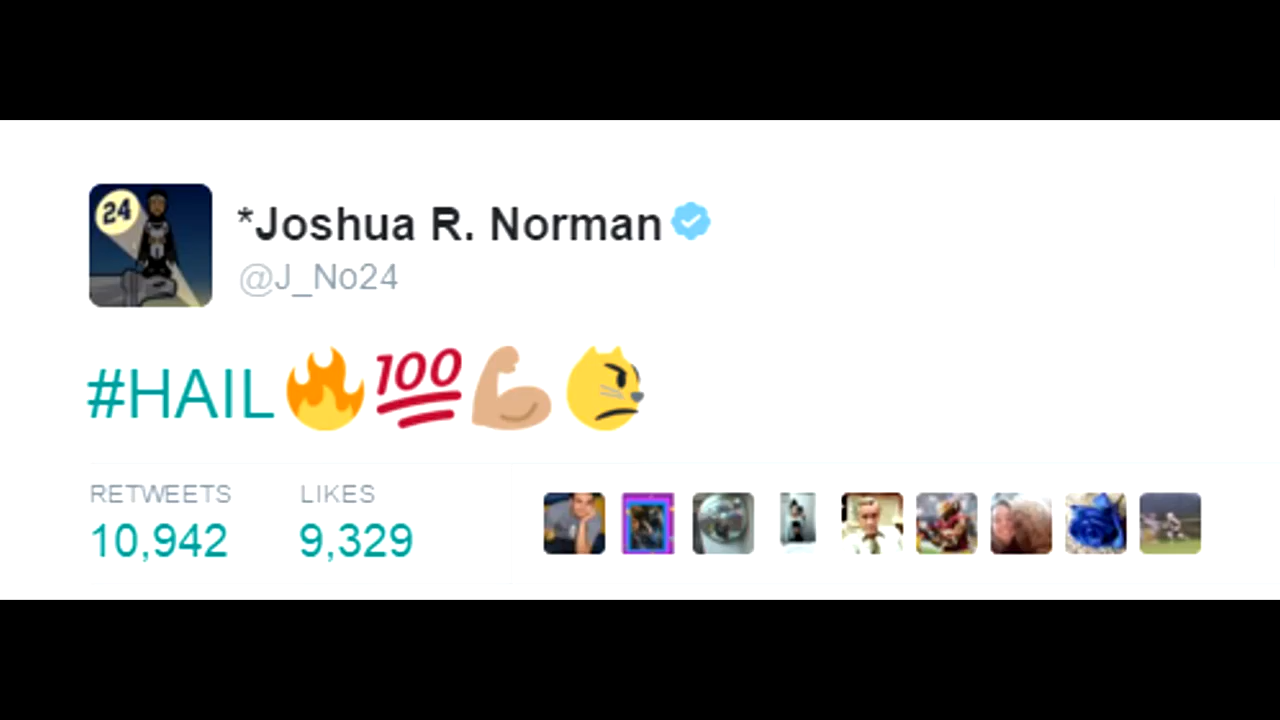 24
*Joshua R. Norman
@J_No24
#HAIL🔥💯💪🏼😾
RETWEETS LIKES
10,942 9,329